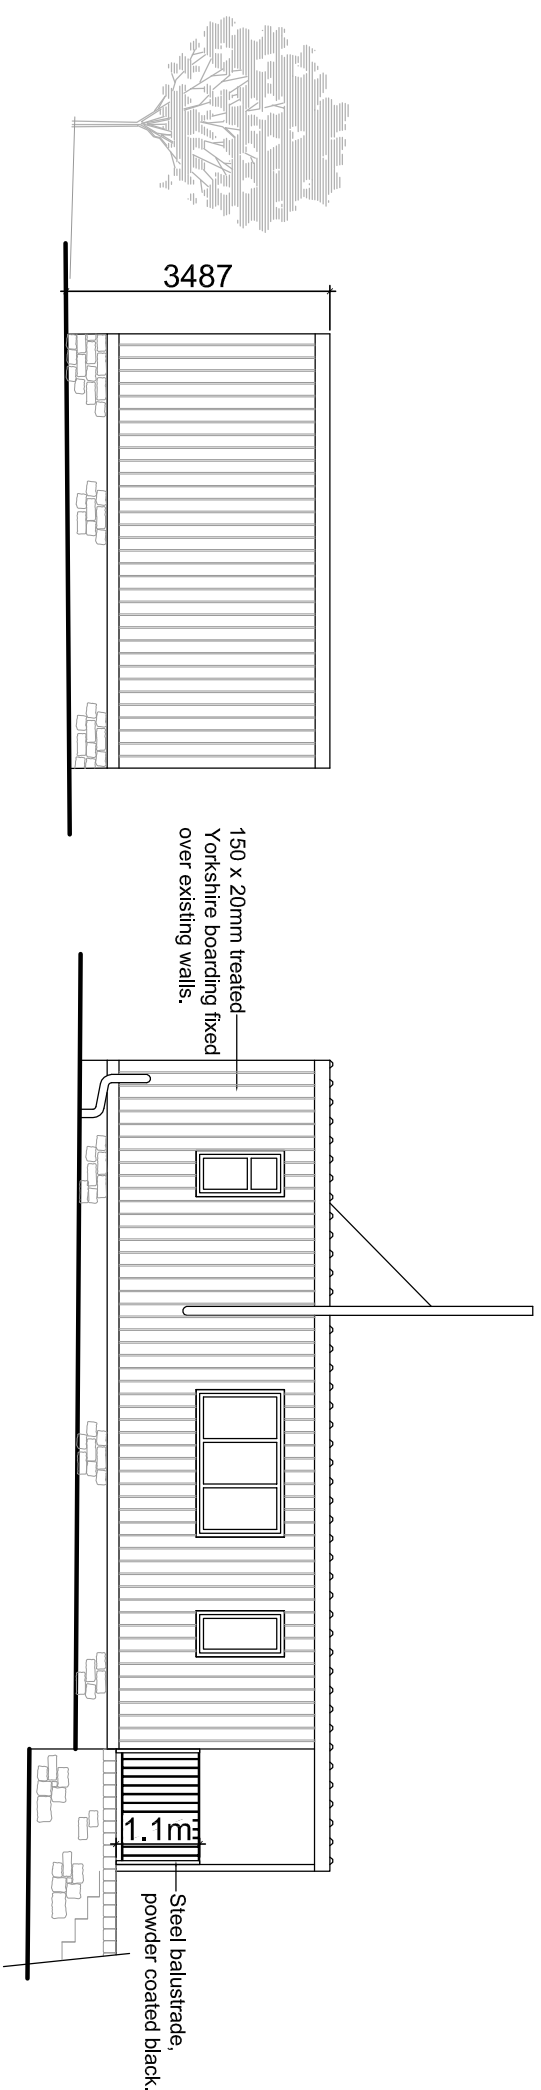 3487
150 x 20mm treated
Yorkshire boarding fixed
over existing walls.
1.1m
Steel balustrade,
powder coated black.